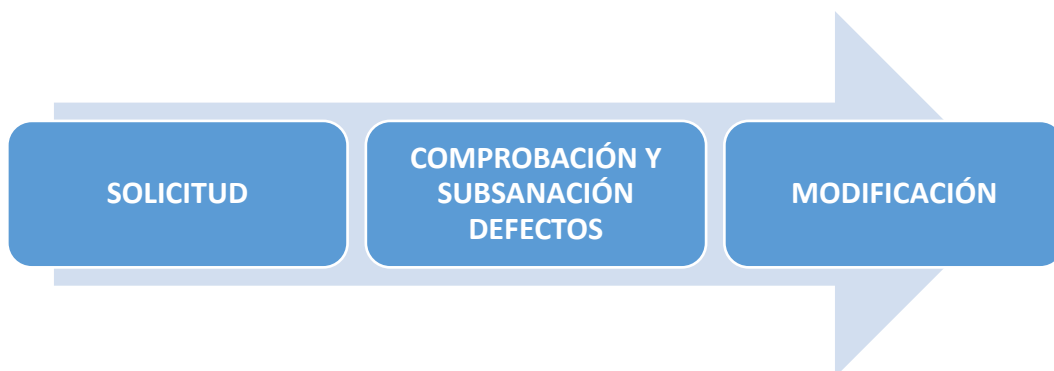 SOLICITUD
COMPROBACIÓN Y
SUBSANACIÓN
DEFECTOS
MODIFICACIÓN